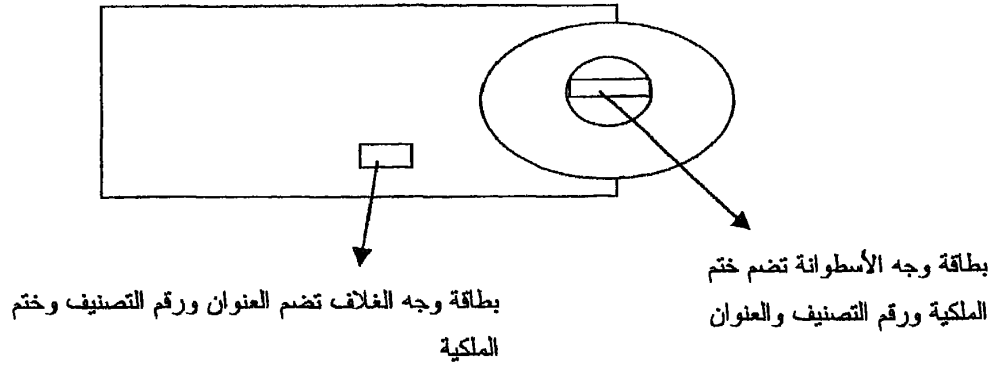 بطاقة وجه الأسطوانة تضم ختم
الملكية ورقم التصنيف والعنوان
بطاقة وجه الغلاف تضم العنوان ورقم التصنيف وختم
الملكية